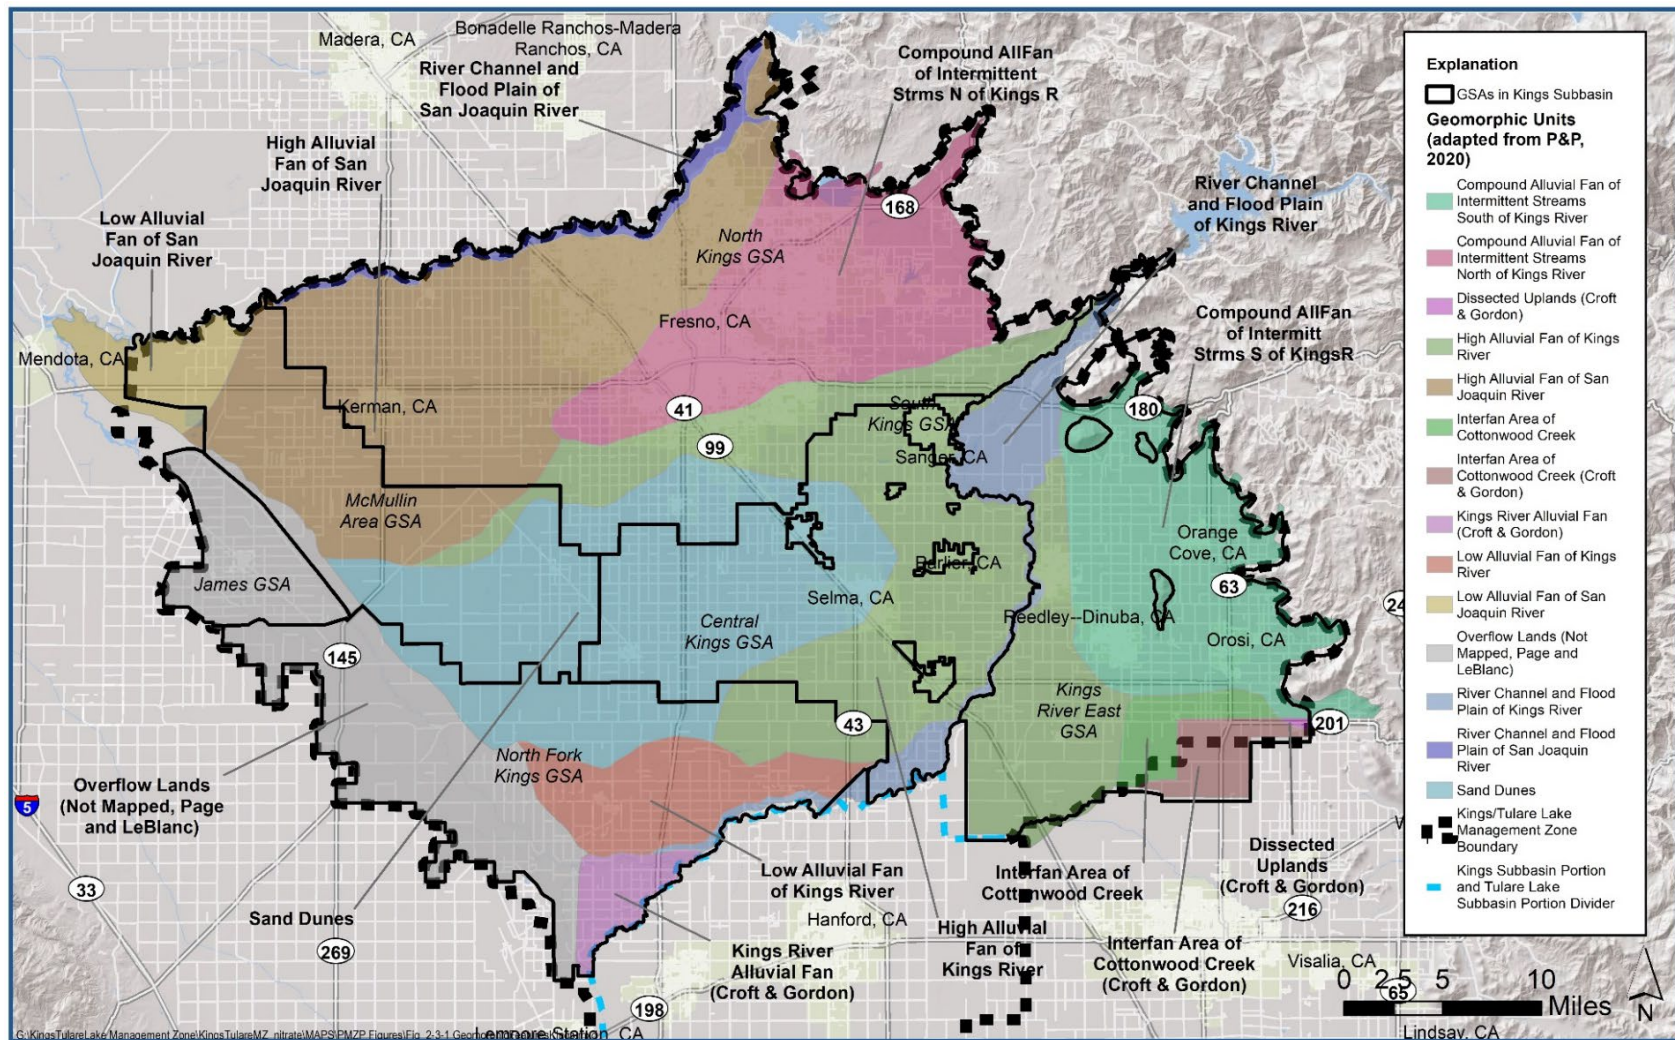 Madera, CA
Bonadelle Ranchos-Madera
Ranchos, CA
River Channel and
Flood Plain of
San Joaquin River
Compound AllFan
of Intermittent
Strms N of Kings R
High Alluvial
Fan of San
Joaquin River
Low Alluvial
Fan of San
Joaquin River
River Channel
and Flood Plain
of Kings River
Compound AllFan
of Intermitt
Strms S of KingsR
168
North
Kings GSA
Fresno, CA
Mendota, CA
Kerman, CA
41
99
180
South
Kings GSA
Sanger, CA
McMullin
Area GSA
James GSA
Orange
Cove, CA
Parlier, CA
63
Selma, CA
Reedley--Dinuba, CA
Central
Kings GSA
Orosi, CA
145
Kings
River East
GSA
43
201
North Fork
Kings GSA
Overflow Lands
(Not Mapped, Page
and LeBlanc)
5
33
Sand Dunes
269
Low Alluvial Fan
of Kings River
Interfan Area of
Cottonwood Creek
Dissected
Uplands
(Croft & Gordon)
Hanford, CA
216
Kings River
Alluvial Fan
(Croft & Gordon)
High Alluvial
Fan of
Kings River
Interfan Area of
Cottonwood Creek
(Croft & Gordon)
Visalia, CA
198
65
Lemoore Station, CA
Lindsay, CA
Explanation
GSAs in Kings Subbasin
Geomorphic Units
(adapted from P&P,
2020)
Compound Alluvial Fan of
Intermittent Streams
South of Kings River
Compound Alluvial Fan of
Intermittent Streams
North of Kings River
Dissected Uplands (Croft
& Gordon)
High Alluvial Fan of Kings
River
High Alluvial Fan of San
Joaquin River
Interfan Area of
Cottonwood Creek
Interfan Area of
Cottonwood Creek (Croft
& Gordon)
Kings River Alluvial Fan
(Croft & Gordon)
Low Alluvial Fan of Kings
River
Low Alluvial Fan of San
Joaquin River
Overflow Lands (Not
Mapped, Page and
LeBlanc)
River Channel and Flood
Plain of Kings River
River Channel and Flood
Plain of San Joaquin
River
Sand Dunes
Kings/Tulare Lake
Management Zone
Boundary
Kings Subbasin Portion
and Tulare Lake
Subbasin Portion Divider
0 2.5 5 10
Miles
N